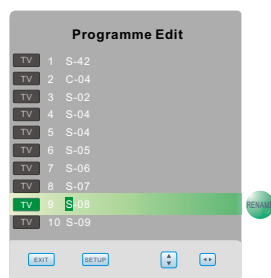 Programme Edit
TV 1 S-42
TV 2 C-04
TV 3 S-02
TV 4 S-04
TV 5 S-04
TV 6 S-05
TV 7 S-06
TV 8 S-07
TV 9 S-08
RENAME
TV 10 S-09
EXIT SETUP